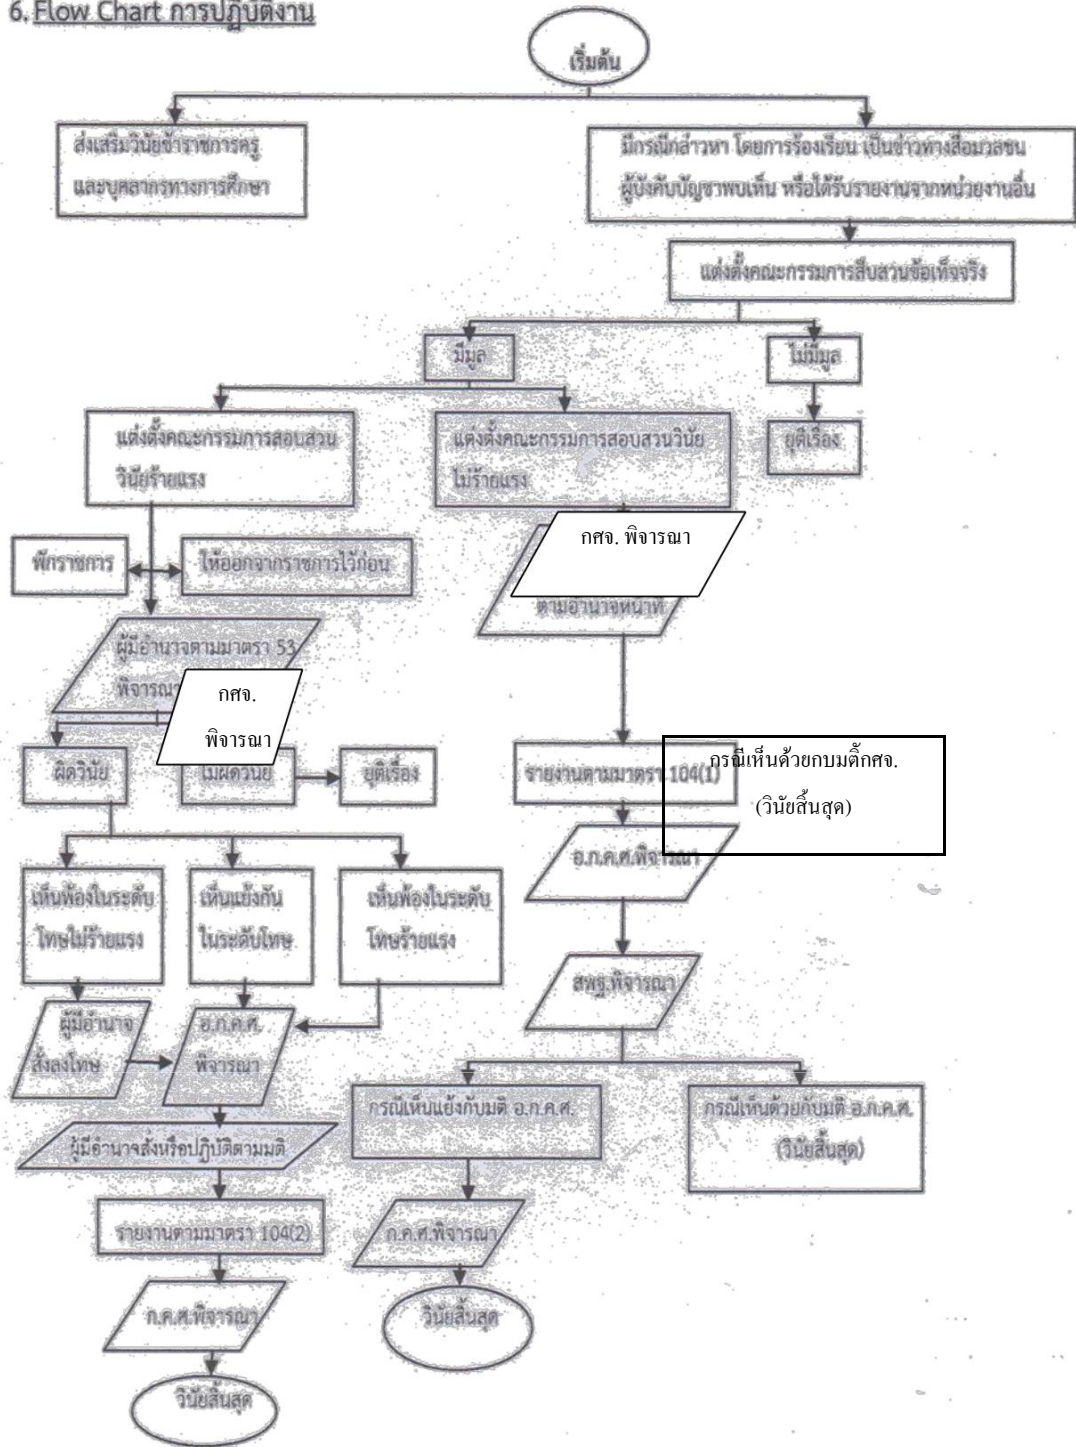 6. Flow Chart การปฏิบัติงาน
เริ่มต้น
ส่งเสริมวินัยข้าราชการครู
และบุคลากรทางการศึกษา
มีกรณีกล่าวหา โดยการร้องเรียน เป็นข่าวทางสื่อมวลชน
ผู้บังคับบัญชาพบเห็น หรือได้รับรายงานจากหน่วยงานอื่น
แต่งตั้งคณะกรรมการสืบสวนข้อเท็จจริง
มีมูล
ไม่มีมูล
แต่งตั้งคณะกรรมการสอบสวน
วินัยร้ายแรง
แต่งตั้งคณะกรรมการสอบสวนวินัย
ไม่ร้ายแรง
ยุติเรื่อง
กศจ. พิจารณา
ตามอำนาจหน้าที่
พักราชการ
ให้ออกจากราชการไว้ก่อน
ผู้มีอำนาจตามมาตรา 53
พิจารณา
กศจ.
พิจารณา
ผิดวินัย
ไม่ผิดวินัย
ยุติเรื่อง
รายงานตามมาตรา 104(1)
กรณีเห็นด้วยกบมติ์กศจ.
(วินัยสิ้นสุด)
อ.ก.ค.ศ.พิจารณา
เห็นพ้องในระดับ
โทษไม่ร้ายแรง
เห็นแย้งกัน
ในระดับโทษ
เห็นพ้องในระดับ
โทษร้ายแรง
สพฐ.พิจารณา
ผู้มีอำนาจ
สั่งลงโทษ
อ.ก.ค.ศ.
พิจารณา
กรณีเห็นแย้งกับมติ อ.ก.ค.ศ.
กรณีเห็นด้วยกับมติ อ.ก.ค.ศ.
(วินัยสิ้นสุด)
ผู้มีอำนาจสั่งหรือปฏิบัติตามมติ
รายงานตามมาตรา 104(2)
ก.ค.ศ.พิจารณา
ก.ค.ศ.พิจารณา
วินัยสิ้นสุด
วินัยสิ้นสุด